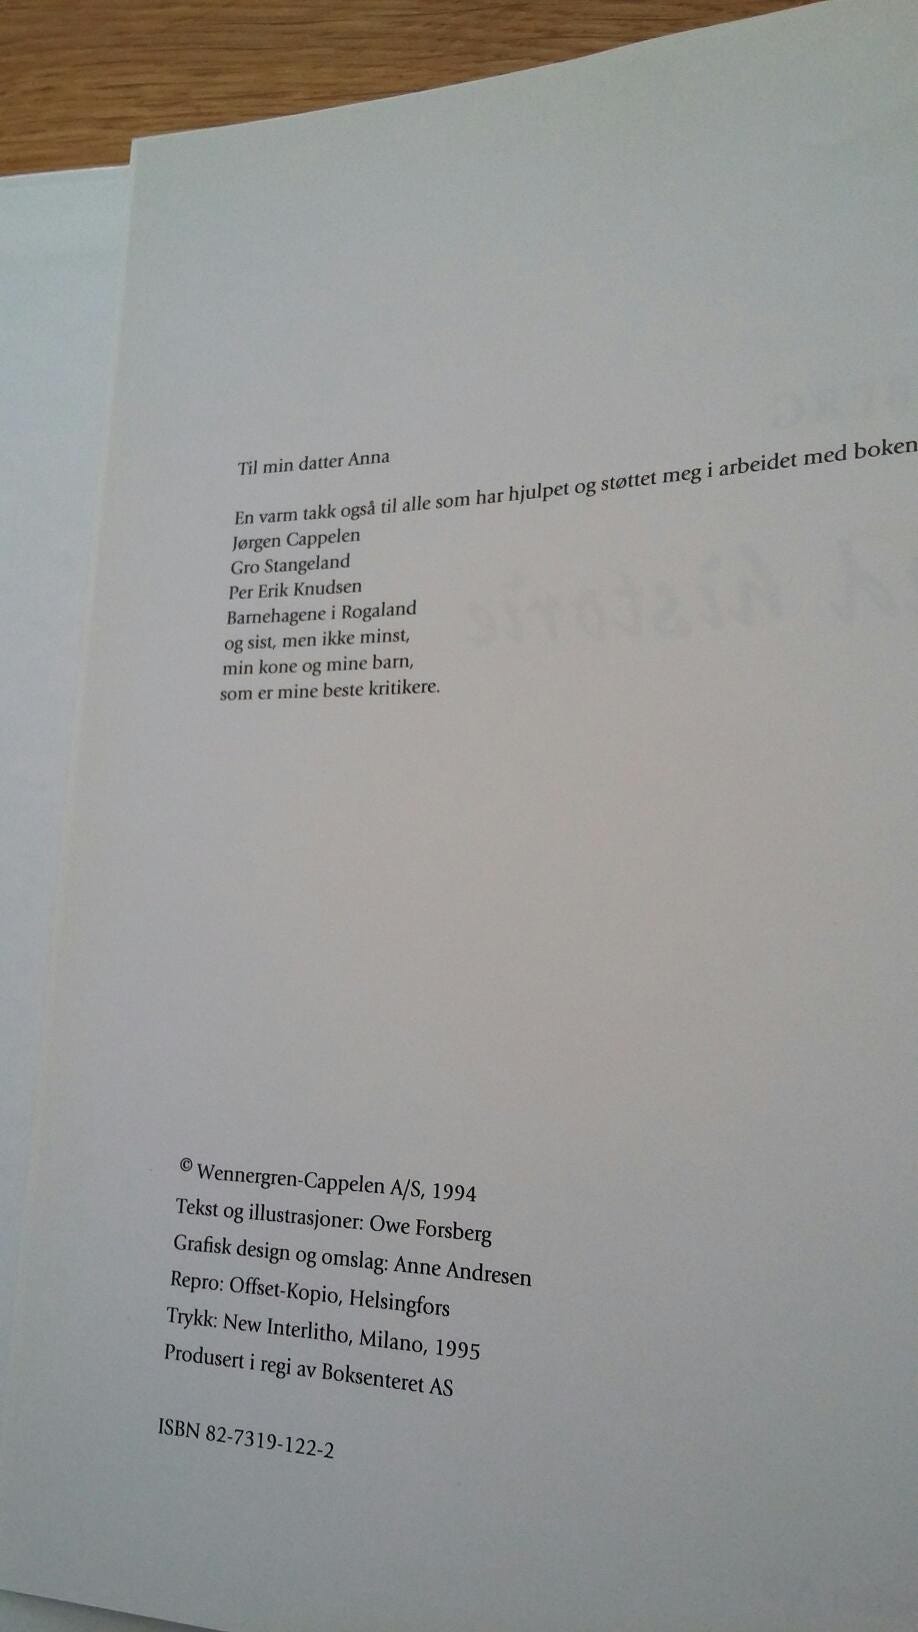 Til min datter Anna
En varm takk også til alle som har hjulpet og støttet meg i arbeidet med boken
Jørgen Cappelen
Gro Stangeland
Per Erik Knudsen
Barnehagene i Rogaland
og sist, men ikke minst,
min kone og mine barn,
som er mine beste kritikere.
© Wennergren-Cappelen A/S, 1994
Tekst og illustrasjoner: Owe Forsberg
Grafisk design og omslag: Anne Andresen
Repro: Offset-Kopio, Helsingfors
Trykk: New Interlitho, Milano, 1995
Produsert i regi av Boksenteret AS
ISBN 82-7319-122-2